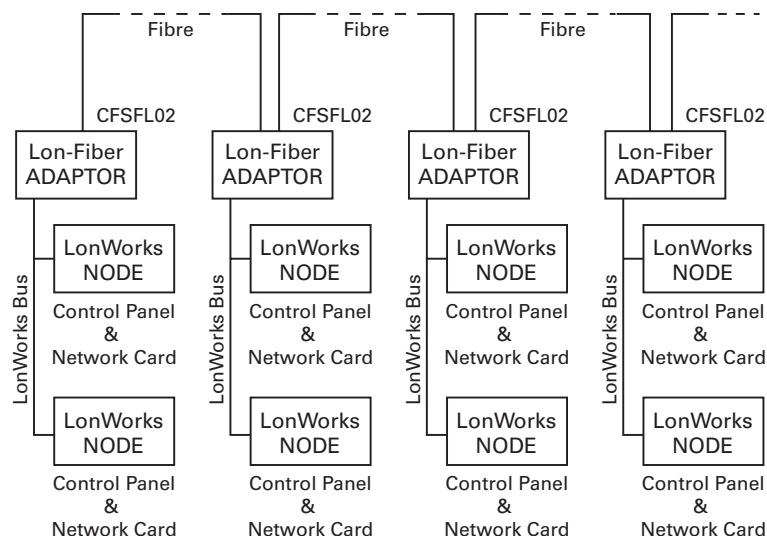 Fibre
Fibre
Fibre
CFSFL02
CFSFL02
CFSFL02
CFSFL02
Lon-Fiber
ADAPTOR
Lon-Fiber
ADAPTOR
Lon-Fiber
ADAPTOR
Lon-Fiber
ADAPTOR
LonWorks Bus
LonWorks
NODE
Control Panel
&
Network Card
LonWorks
NODE
Control Panel
&
Network Card
LonWorks Bus
LonWorks
NODE
Control Panel
&
Network Card
LonWorks
NODE
Control Panel
&
Network Card
LonWorks Bus
LonWorks
NODE
Control Panel
&
Network Card
LonWorks
NODE
Control Panel
&
Network Card
LonWorks Bus
LonWorks
NODE
Control Panel
&
Network Card
LonWorks
NODE
Control Panel
&
Network Card